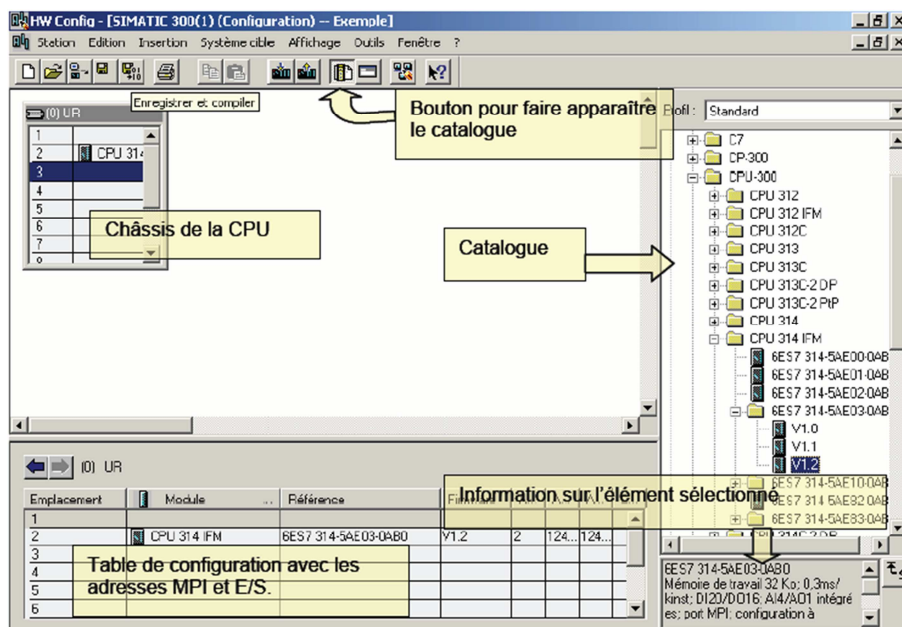 HW Config - [SIMATIC 300(1) (Configuration) -- Exemple]
Station Edition Insertion Système cible Affichage Outils Fenêtre ?
Enregistrer et compiler
Bouton pour faire apparaître
le catalogue
Profil : Standard
(0) UR
1
2 CPU 314
3
4
5
6
7
Châssis de la CPU
Catalogue
C7
CP-300
CPU-300
CPU 312
CPU 312 IFM
CPU 312C
CPU 313
CPU 313C
CPU 313C-2 DP
CPU 313C-2 PtP
CPU 314
CPU 314 IFM
6ES7 314-5AE00-0AB
6ES7 314-5AE01-0AB
6ES7 314-5AE02-0AB
6ES7 314-5AE03-0AB
V1.0
V1.1
V1.2
6ES7 314-5AE10-0AB
6ES7 314-5AE82-0AB
6ES7 314-5AE83-0AB
CPU 314C-2 DP
(0) UR
Information sur l'élément sélectionné
Emplacement Module ... Référence
1
2 CPU 314 IFM 6ES7 314-5AE03-0AB0 V1.2 2 124... 124...
3
4
5
6
Table de configuration avec les
adresses MPI et E/S.
6ES7 314-5AE03-0AB0
Mémoire de travail 32 Ko; 0,3ms/
kinst; DI20/DO16; AI4/AO1 intégré
es; port MPI; configuration à